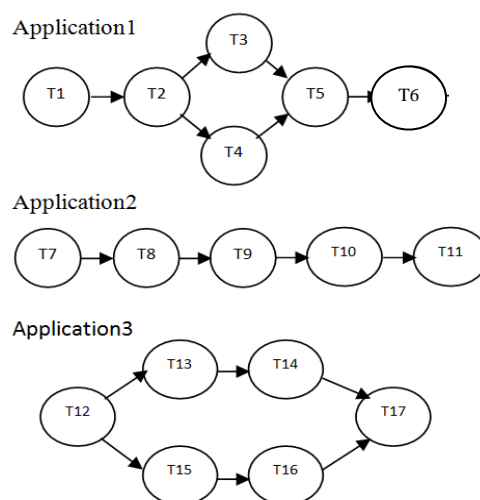 Application1
T3
T1
T2
T5
T6
T4
Application2
T7
T8
T9
T10
T11
Application3
T13
T14
T12
T17
T15
T16